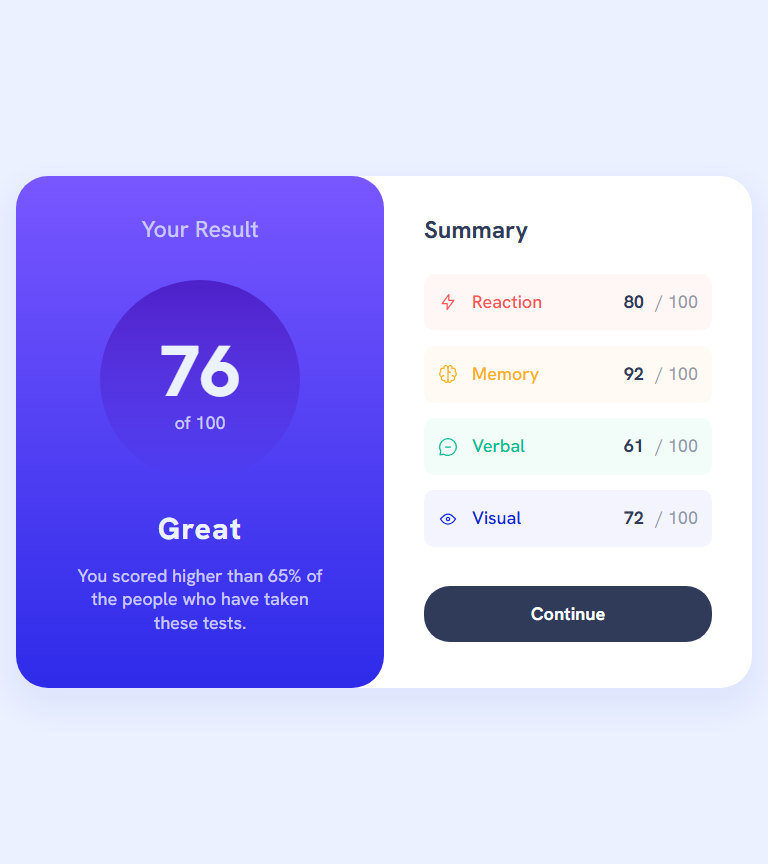 Your Result
76
of 100
Great
You scored higher than 65% of
the people who have taken
these tests.
Summary
Reaction 80 / 100
Memory 92 / 100
Verbal 61 / 100
Visual 72 / 100
Continue